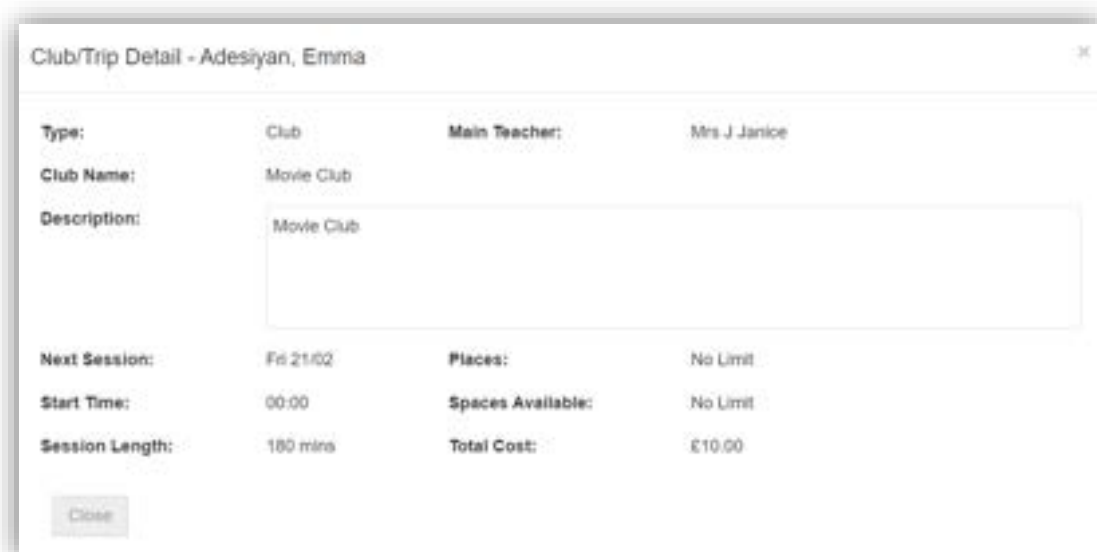 Club/Trip Detail - Adesiyan, Emma ×
Type: Club Main Teacher: Mrs J Janice
Club Name: Movie Club
Description: Movie Club
Next Session: Fri 21/02 Places: No Limit
Start Time: 00:00 Spaces Available: No Limit
Session Length: 180 mins Total Cost: £10.00
Close